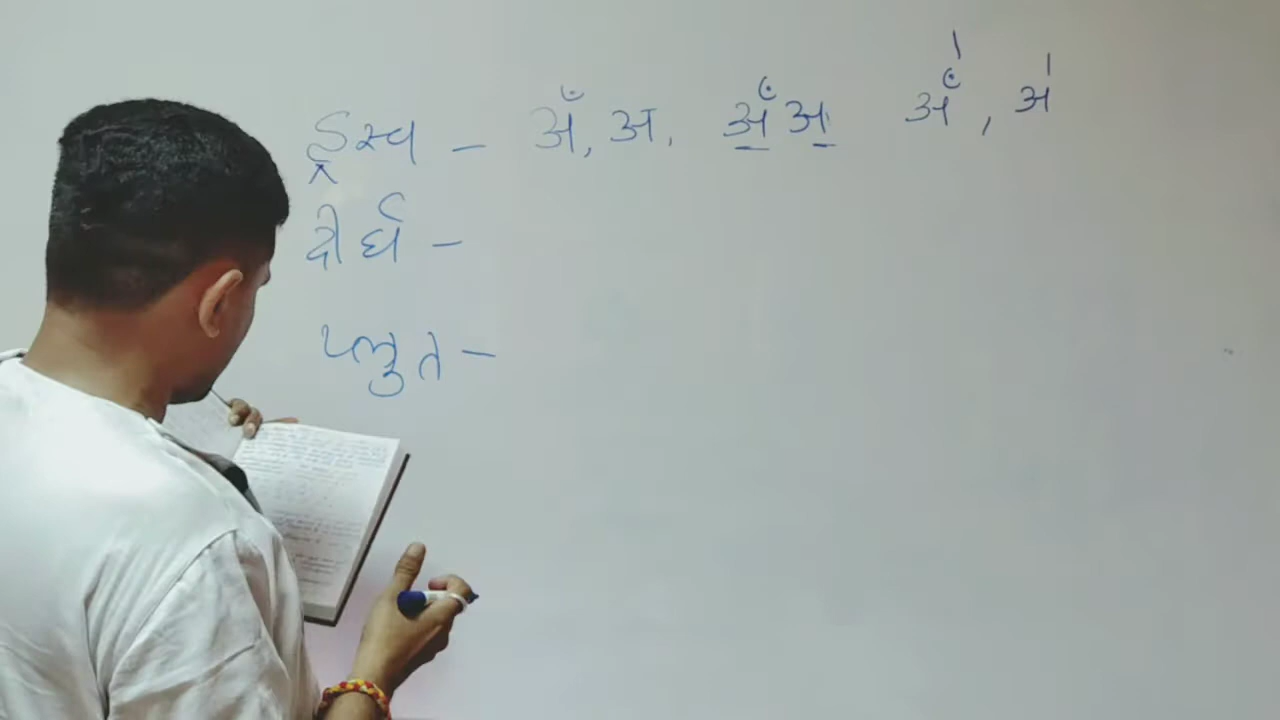 ह्रस्व - अँ, अ, अँ॒ अ॒ अँ॑, अ॑
दीर्घ -
प्लुत -